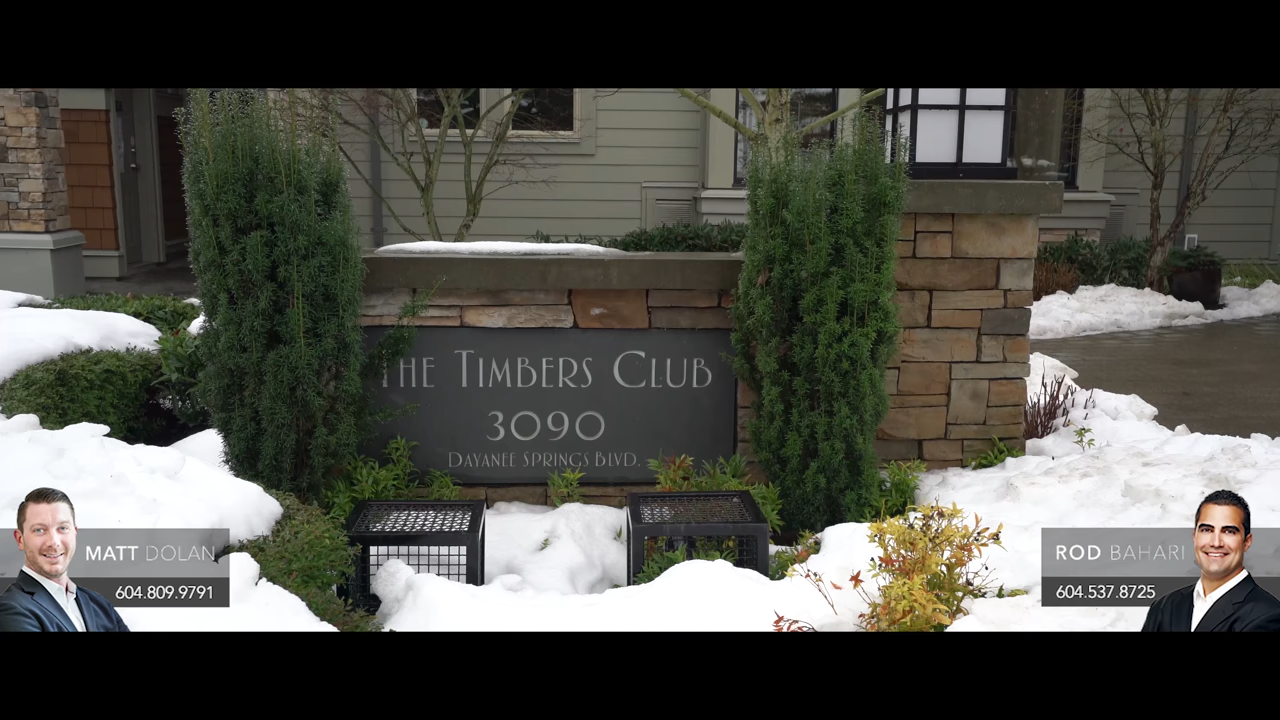 THE TIMBERS CLUB
3090
DAYANEE SPRINGS BLVD.
MATT DOLAN
604.809.9791
ROD BAHARI
604.537.8725